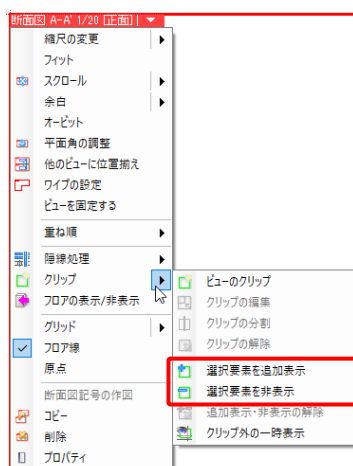 断面図 A-A' 1/20 [正面]
縮尺の変更
フィット
スクロール
余白
オービット
平面角の調整
他のビューに位置揃え
ワイプの設定
ビューを固定する
重ね順
隠線処理
クリップ
フロアの表示/非表示
グリッド
フロア線
原点
断面図記号の作図
コピー
削除
プロパティ
ビューのクリップ
クリップの編集
クリップの分割
クリップの解除
選択要素を追加表示
選択要素を非表示
追加表示・非表示の解除
クリップ外の一時表示